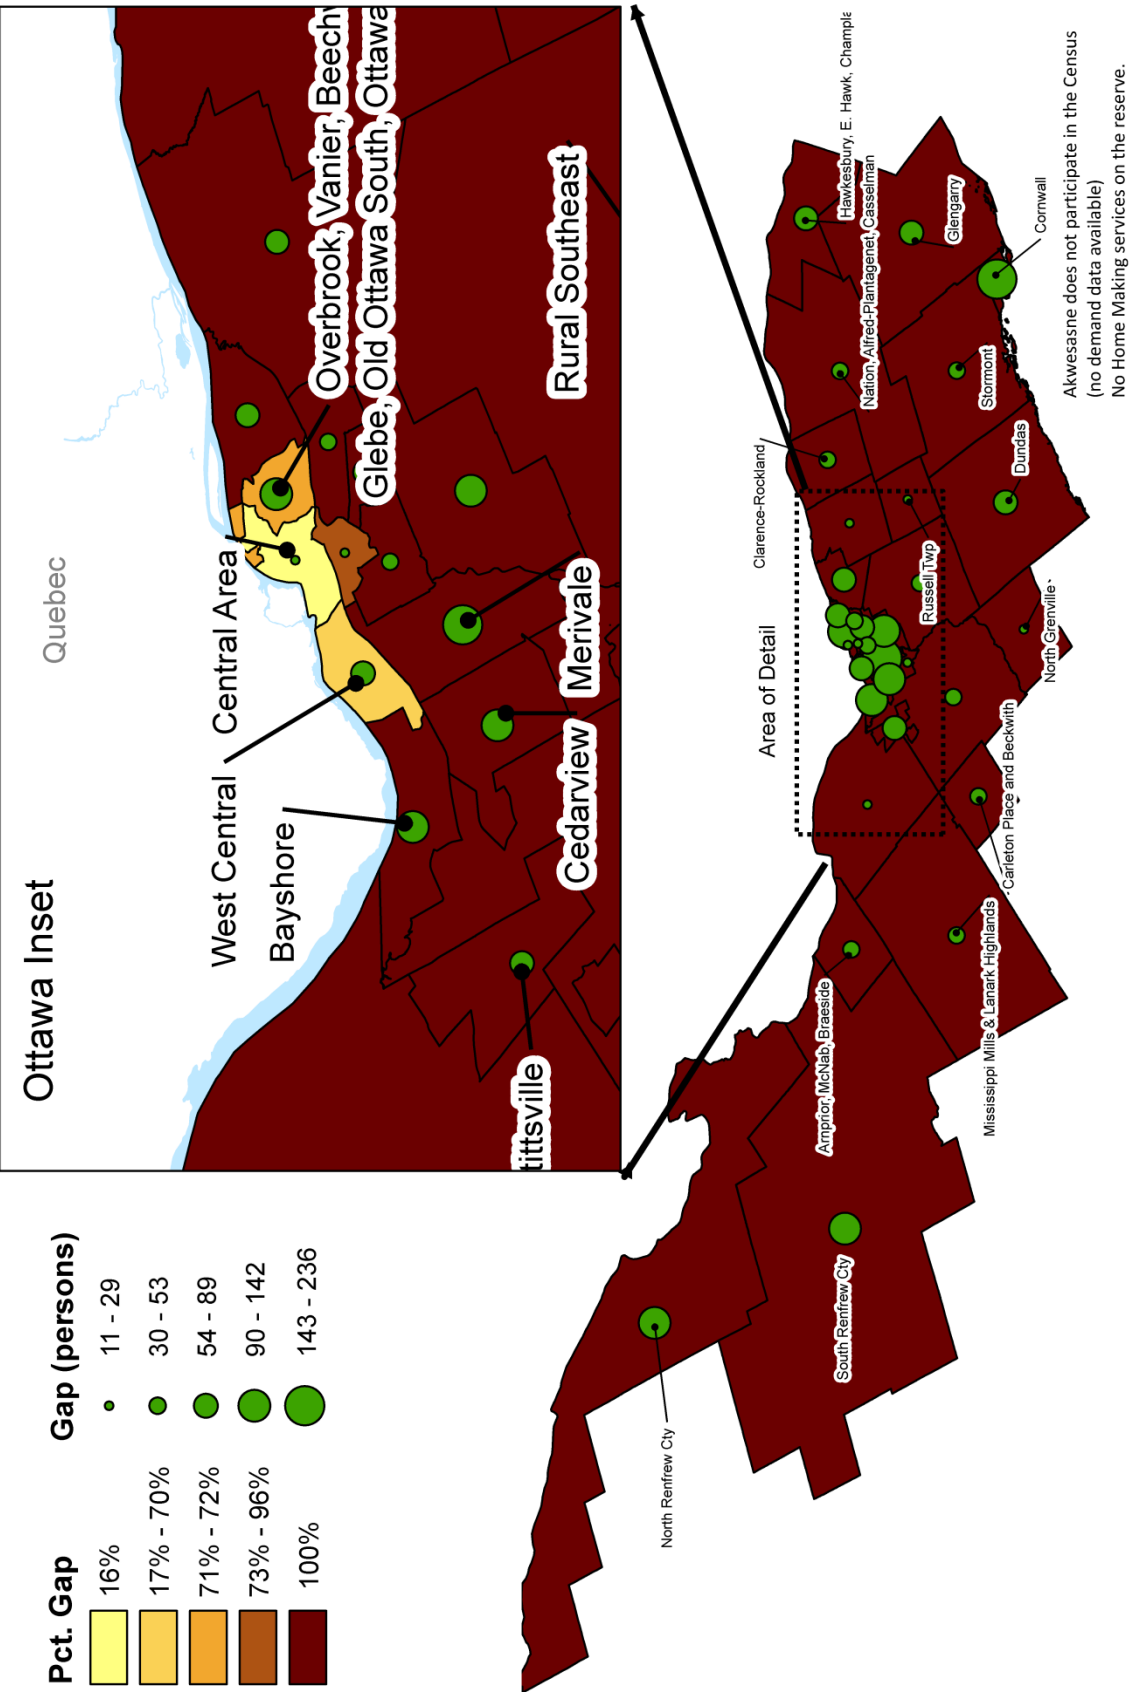 Ottawa Inset
Quebec
West Central
Central Area
Bayshore
Overbrook, Vanier, Beechw
Glebe, Old Ottawa South, Ottawa
Rural Southeast
Merivale
Cedarview
tittsville
Pct. Gap
16%
17% - 70%
71% - 72%
73% - 96%
100%
Gap (persons)
11 - 29
30 - 53
54 - 89
90 - 142
143 - 236
Area of Detail
Clarence-Rockland
Hawkesbury, E. Hawk, Champla
Nation, Alfred-Plantagenet, Casselman
Glengarry
Cornwall
Stormont
Dundas
Russell Twp
North Grenville
Carleton Place and Beckwith
Mississippi Mills & Lanark Highlands
Arnprior, McNab, Braeside
South Renfrew Cty
North Renfrew Cty
Akwesasne does not participate in the Census
(no demand data available)
No Home Making services on the reserve.